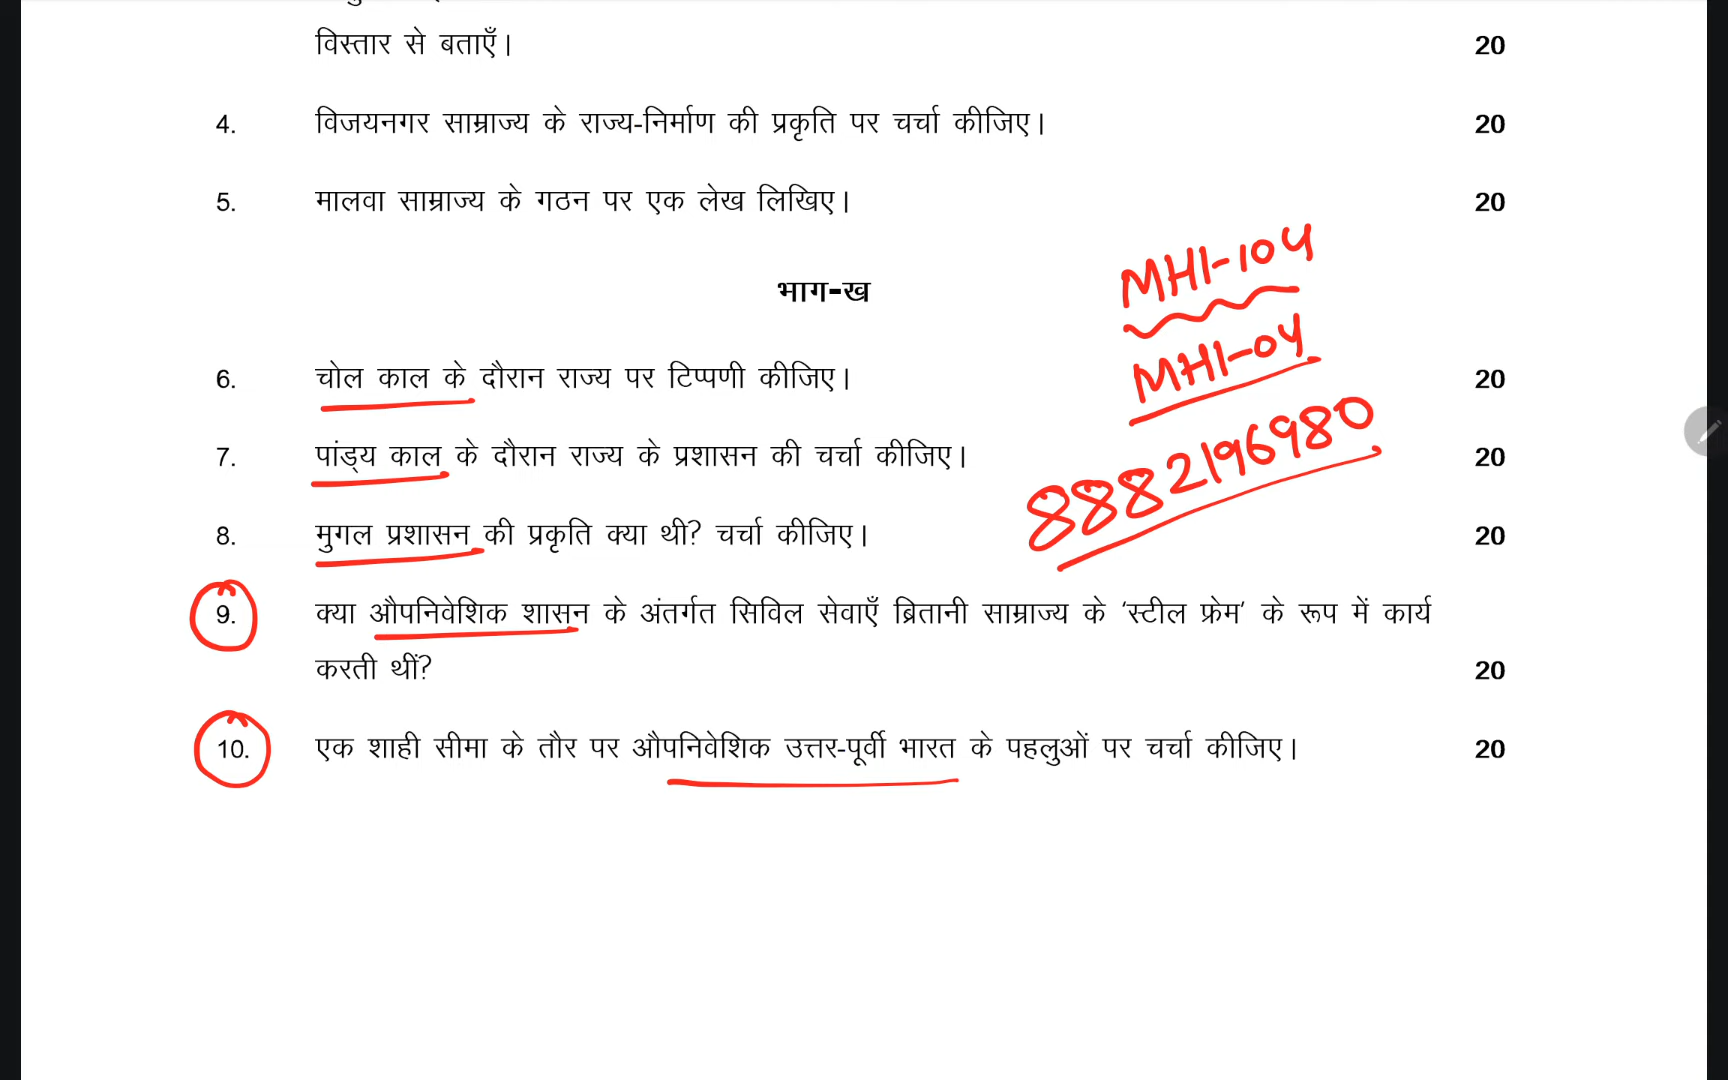 विस्तार से बताएँ। 20
4. विजयनगर साम्राज्य के राज्य-निर्माण की प्रकृति पर चर्चा कीजिए। 20
5. मालवा साम्राज्य के गठन पर एक लेख लिखिए। 20
MHI-104
भाग-ख
MHI-04
6. चोल काल के दौरान राज्य पर टिप्पणी कीजिए। 20
8882196980
7. पांड्य काल के दौरान राज्य के प्रशासन की चर्चा कीजिए। 20
8. मुगल प्रशासन की प्रकृति क्या थी? चर्चा कीजिए। 20
9. क्या औपनिवेशिक शासन के अंतर्गत सिविल सेवाएँ ब्रितानी साम्राज्य के 'स्टील फ्रेम' के रूप में कार्य
करती थीं? 20
10. एक शाही सीमा के तौर पर औपनिवेशिक उत्तर-पूर्वी भारत के पहलुओं पर चर्चा कीजिए। 20